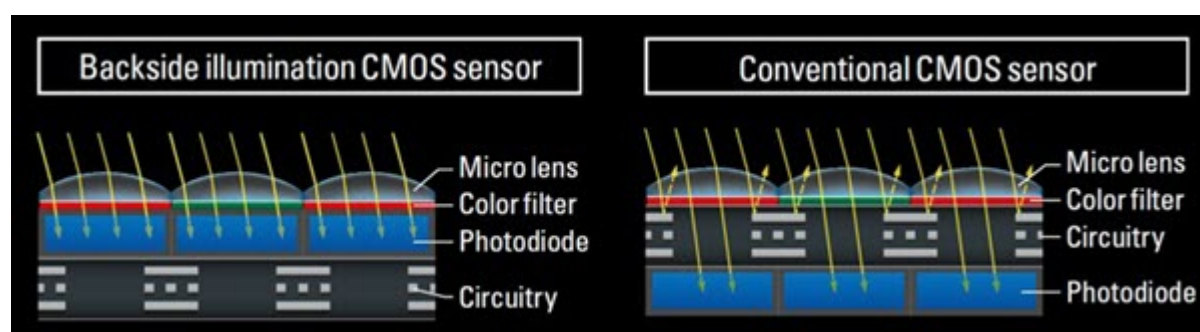 Backside illumination CMOS sensor
Micro lens
Color filter
Photodiode
Circuitry
Conventional CMOS sensor
Micro lens
Color filter
Circuitry
Photodiode